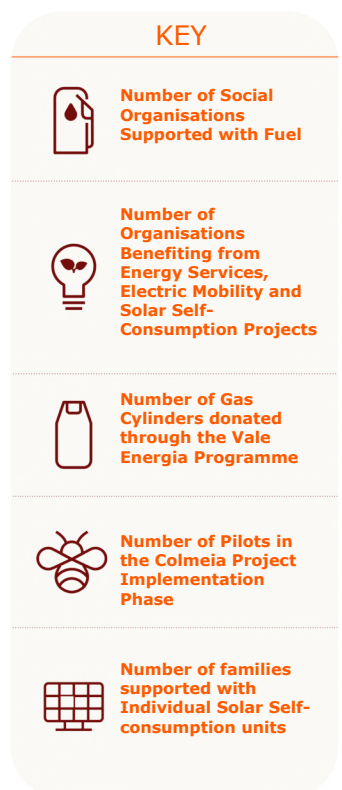 KEY
Number of Social
Organisations
Supported with Fuel
Number of
Organisations
Benefiting from
Energy Services,
Electric Mobility and
Solar Self-
Consumption Projects
Number of Gas
Cylinders donated
through the Vale
Energia Programme
Number of Pilots in
the Colmeia Project
Implementation
Phase
Number of families
supported with
Individual Solar Self-
consumption units